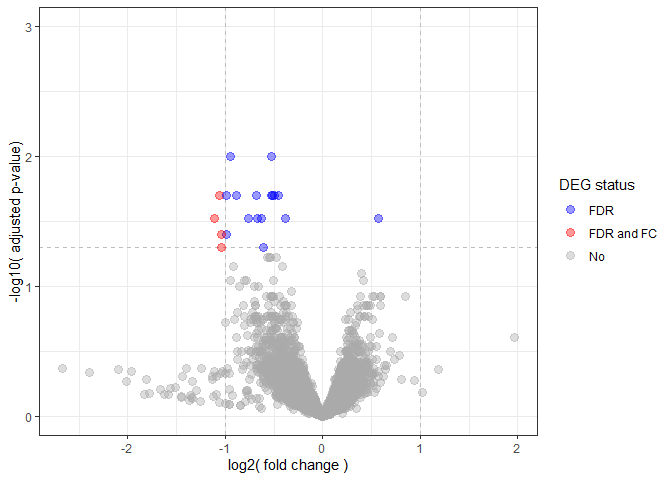 3
2
1
0
-2
-1
0
1
2
-log10( adjusted p-value)
log2( fold change )
DEG status
FDR
FDR and FC
No